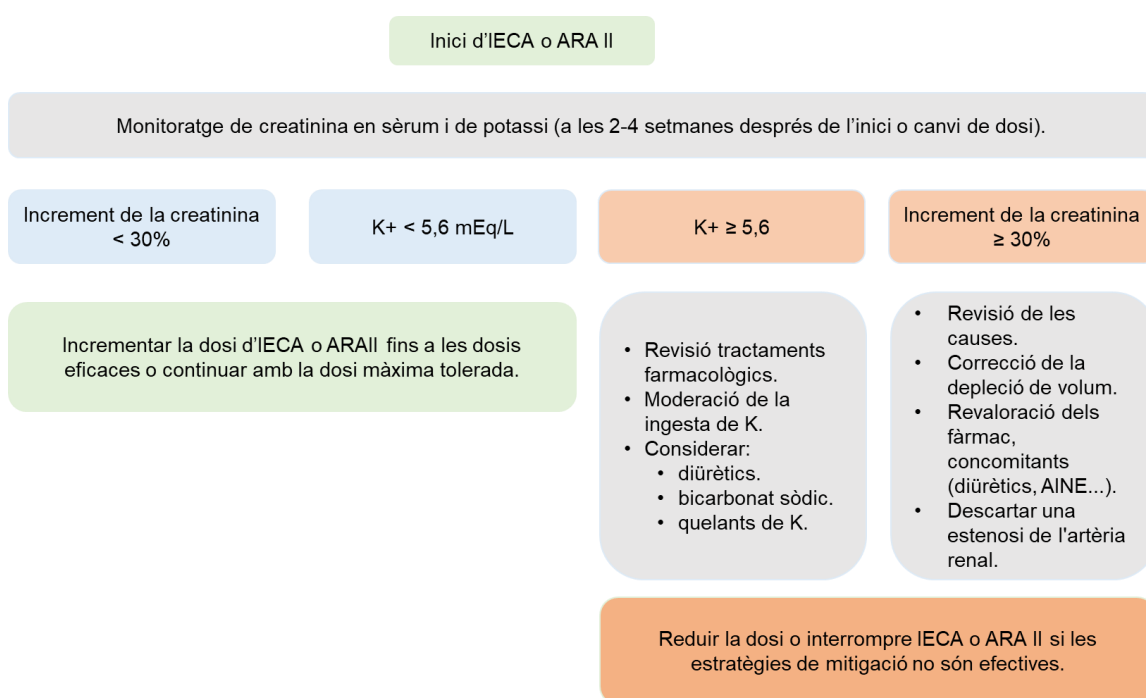 Inici d'IECA o ARA II
Monitoratge de creatinina en sèrum i de potassi (a les 2-4 setmanes després de l'inici o canvi de dosi).
Increment de la creatinina
< 30%
K+ < 5,6 mEq/L
K+ ≥ 5,6
Increment de la creatinina
≥ 30%
Incrementar la dosi d'IECA o ARAII fins a les dosis
eficaces o continuar amb la dosi màxima tolerada.
• Revisió tractaments
farmacològics.
• Moderació de la
ingesta de K.
• Considerar:
• diürètics.
• bicarbonat sòdic.
• quelants de K.
• Revisió de les
causes.
• Correcció de la
depleció de volum.
• Revaloració dels
fàrmac,
concomitants
(diürètics, AINE...).
• Descartar una
estenosi de l'artèria
renal.
Reduir la dosi o interrompre IECA o ARA II si les
estratègies de mitigació no són efectives.